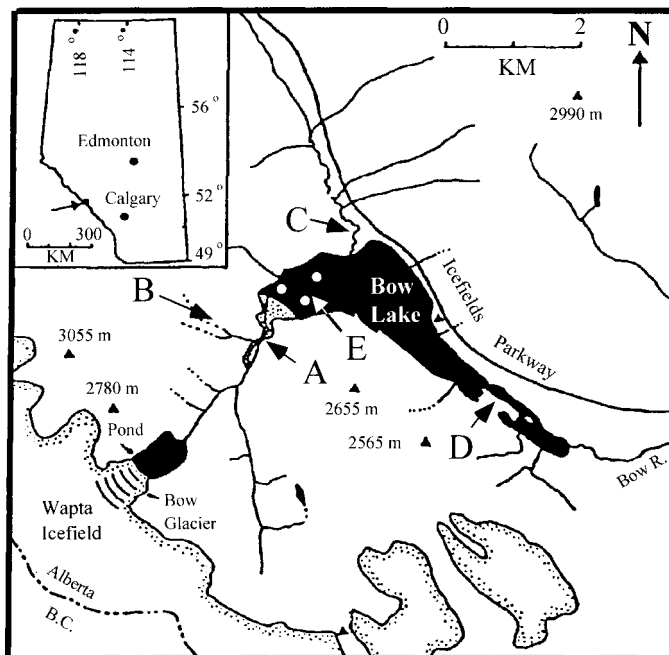 118°
114°
56°
Edmonton
52°
Calgary
49°
0 300
KM
0 2
KM
N
2990 m
C
B
Bow
Lake
Icefields
Parkway
3055 m
A
E
2780 m
2655 m
Pond
2565 m
D
Bow R.
Wapta
Icefield
Bow
Glacier
Alberta
B.C.